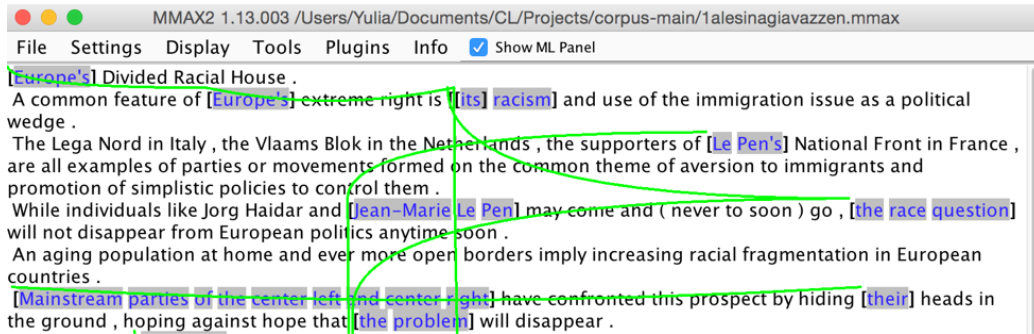 MMAX2 1.13.003 /Users/Yulia/Documents/CL/Projects/corpus-main/1alesinagiavazzen.mmax
File Settings Display Tools Plugins Info Show ML Panel
[Europe's] Divided Racial House .
A common feature of [Europe's] extreme right is [[its] racism] and use of the immigration issue as a political
wedge .
The Lega Nord in Italy , the Vlaams Blok in the Netherlands , the supporters of [Le Pen's] National Front in France ,
are all examples of parties or movements formed on the common theme of aversion to immigrants and
promotion of simplistic policies to control them .
While individuals like Jorg Haidar and [Jean-Marie Le Pen] may come and ( never to soon ) go , [the race question]
will not disappear from European politics anytime soon .
An aging population at home and ever more open borders imply increasing racial fragmentation in European
countries .
[Mainstream parties of the center left and center right] have confronted this prospect by hiding [their] heads in
the ground , hoping against hope that [the problem] will disappear .